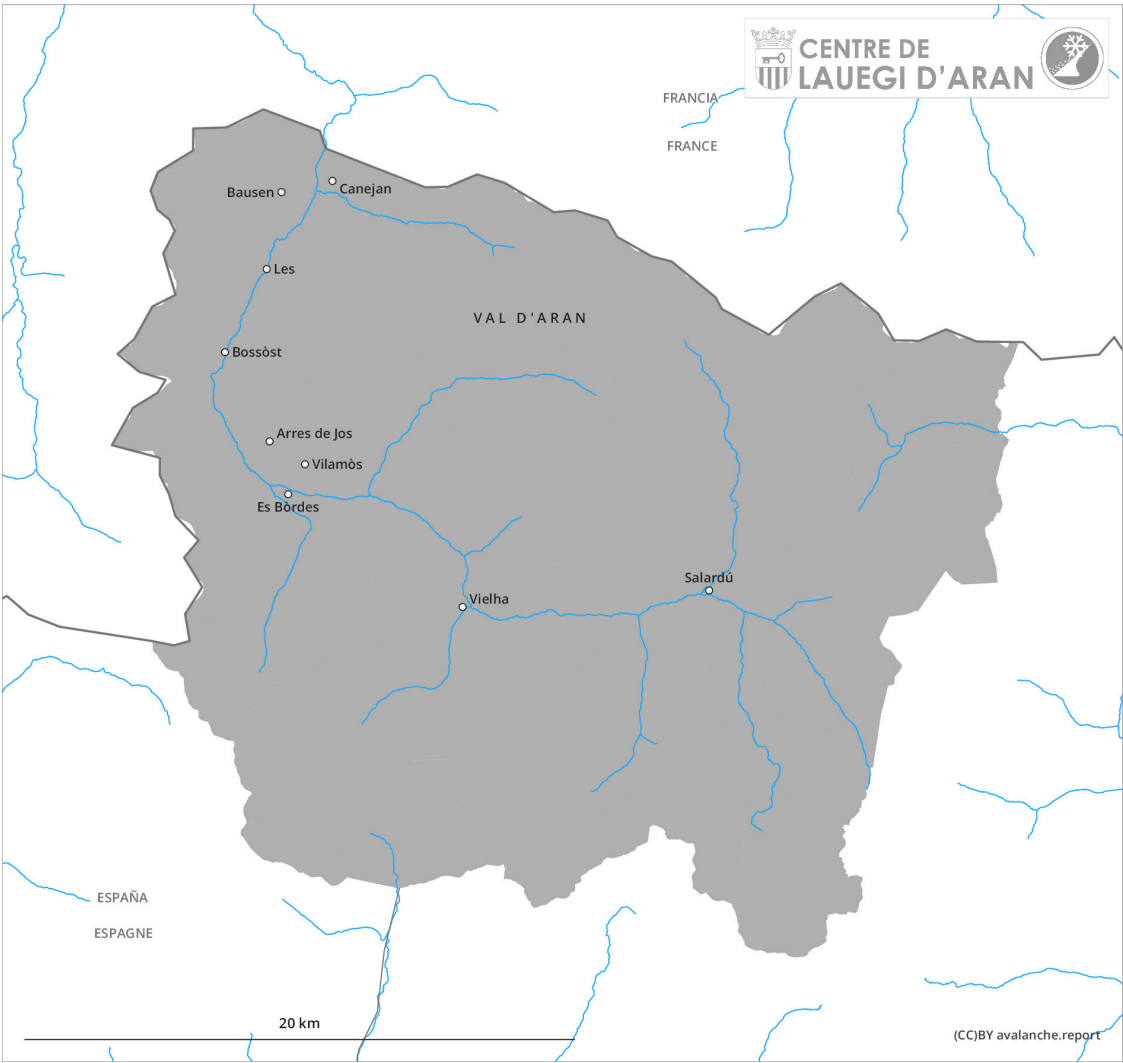 CENTRE DE
LAUEGI D'ARAN
FRANCIA
FRANCE
Bausen
Canejan
Les
VAL D'ARAN
Bossòst
Arres de Jos
Vilamòs
Es Bòrdes
Salardú
Vielha
ESPAÑA
ESPAGNE
20 km
(CC)BY avalanche.report